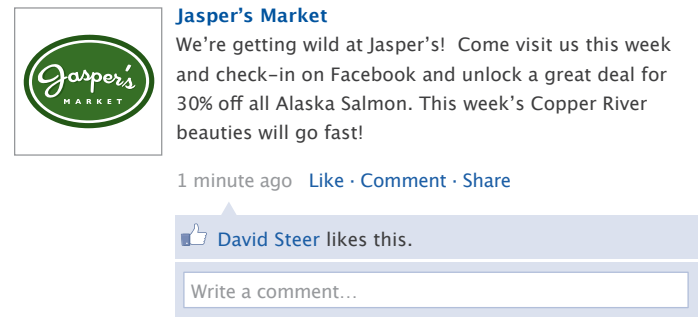 Jasper's
MARKET
Jasper’s Market
We’re getting wild at Jasper’s!  Come visit us this week
and check-in on Facebook and unlock a great deal for
30% off all Alaska Salmon. This week’s Copper River
beauties will go fast!
1 minute ago Like · Comment · Share
David Steer likes this.
Write a comment...